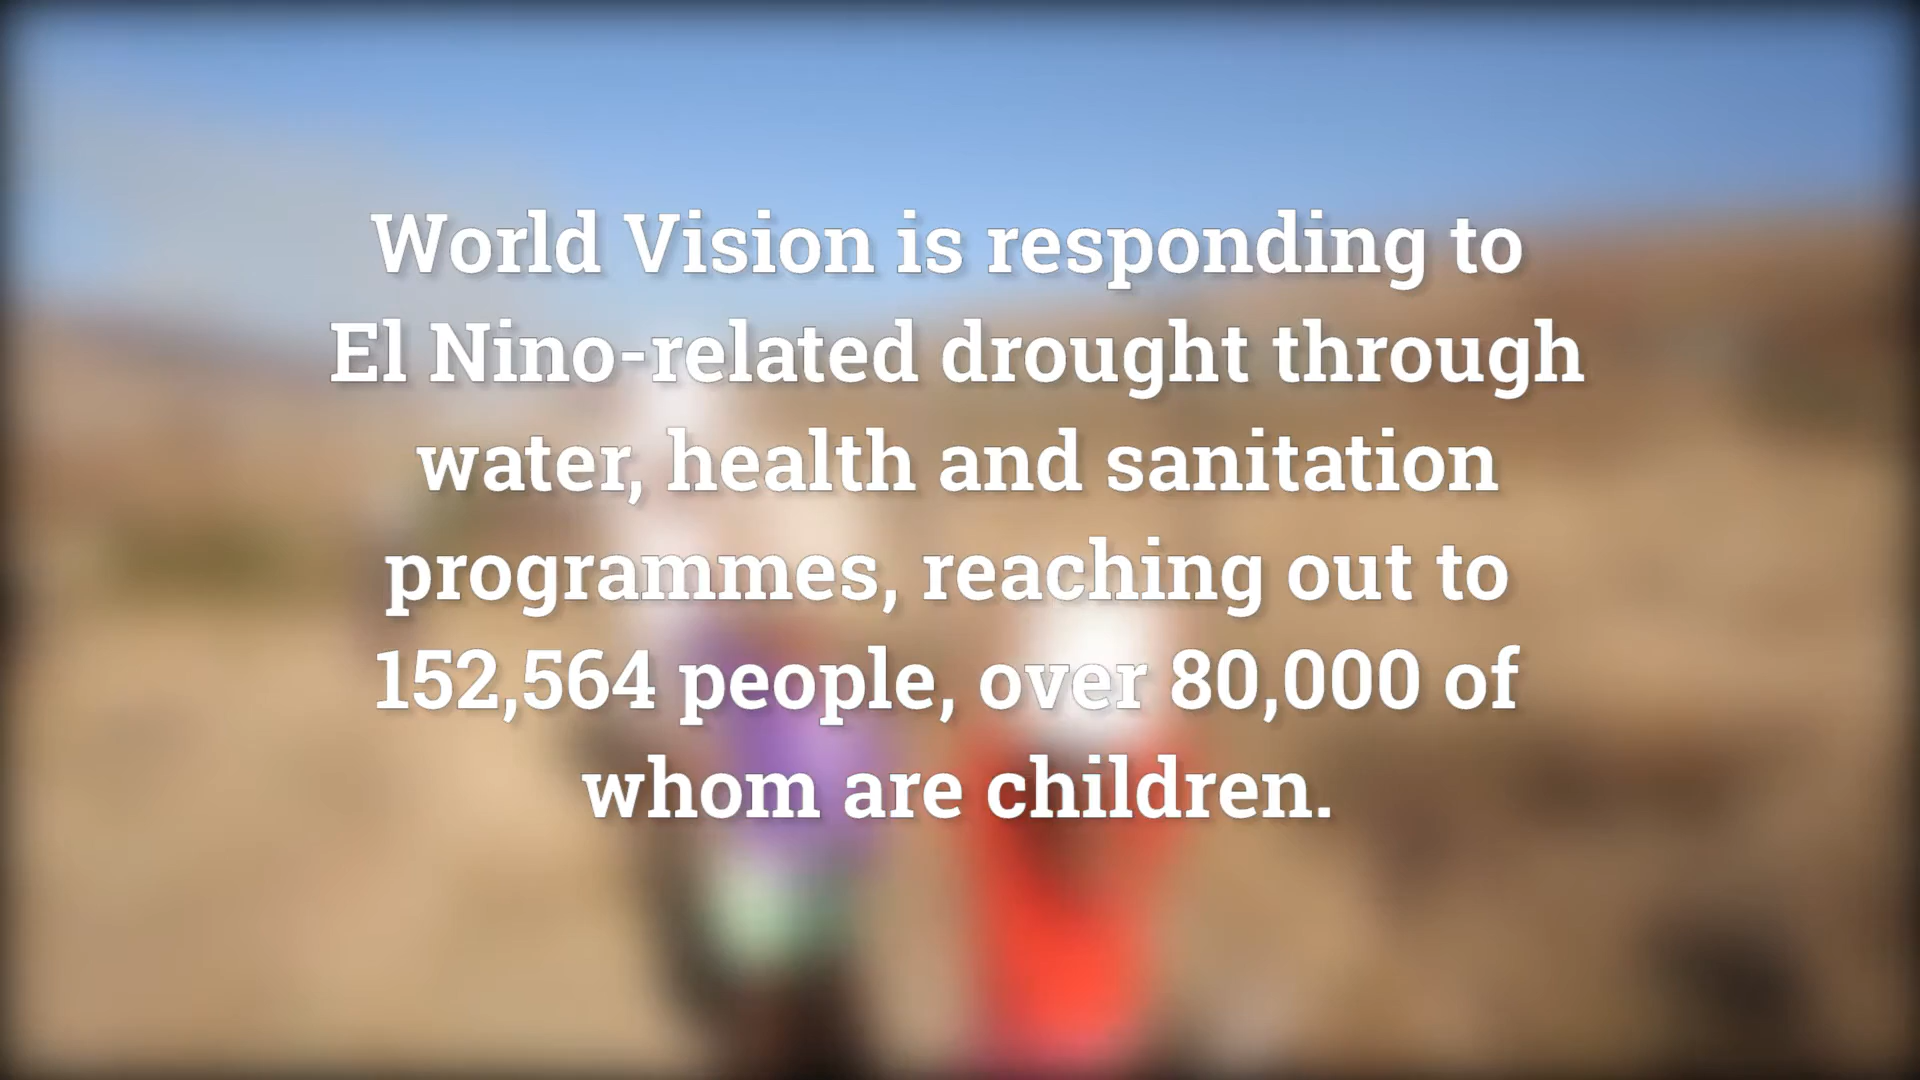 World Vision is responding to
El Nino-related drought through
water, health and sanitation
programmes, reaching out to
152,564 people, over 80,000 of
whom are children.